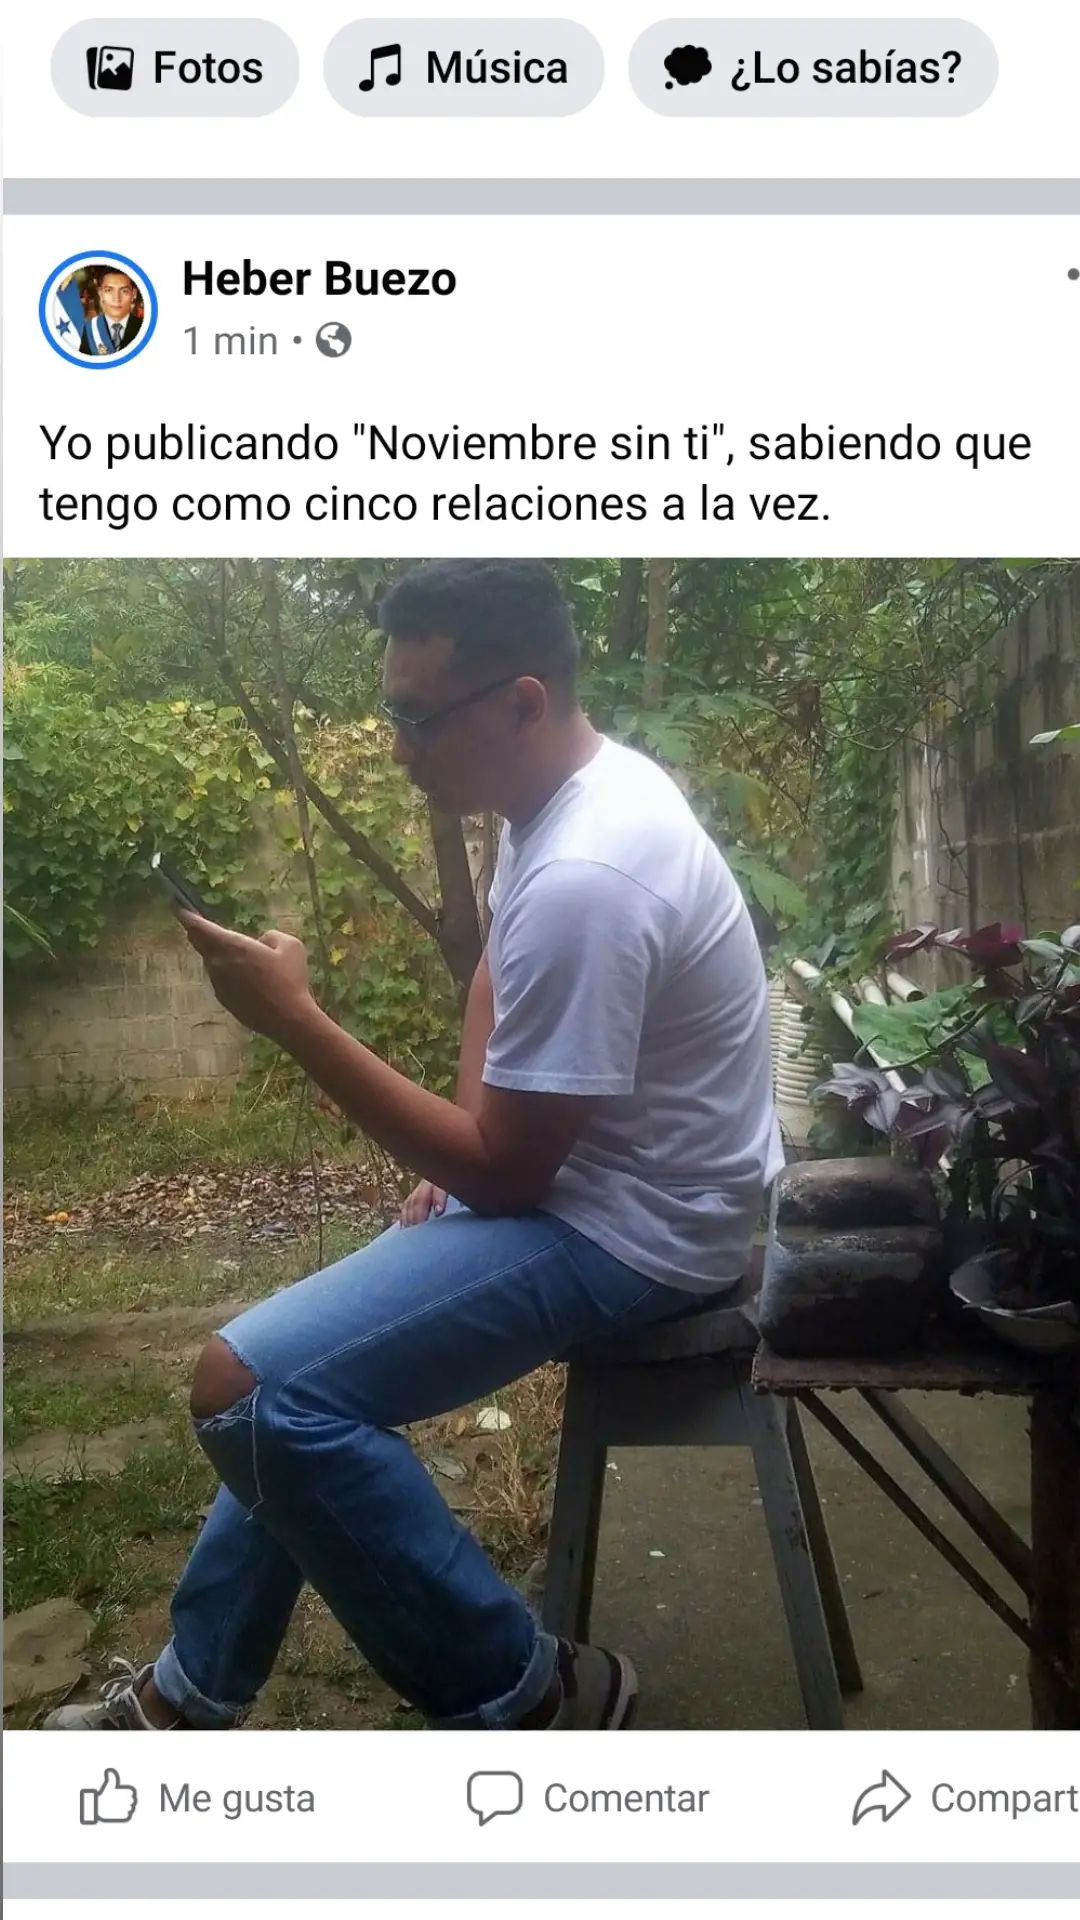 Fotos
Música
¿Lo sabías?
Heber Buezo
1 min •
Yo publicando "Noviembre sin ti", sabiendo que
tengo como cinco relaciones a la vez.
Me gusta
Comentar
Compart